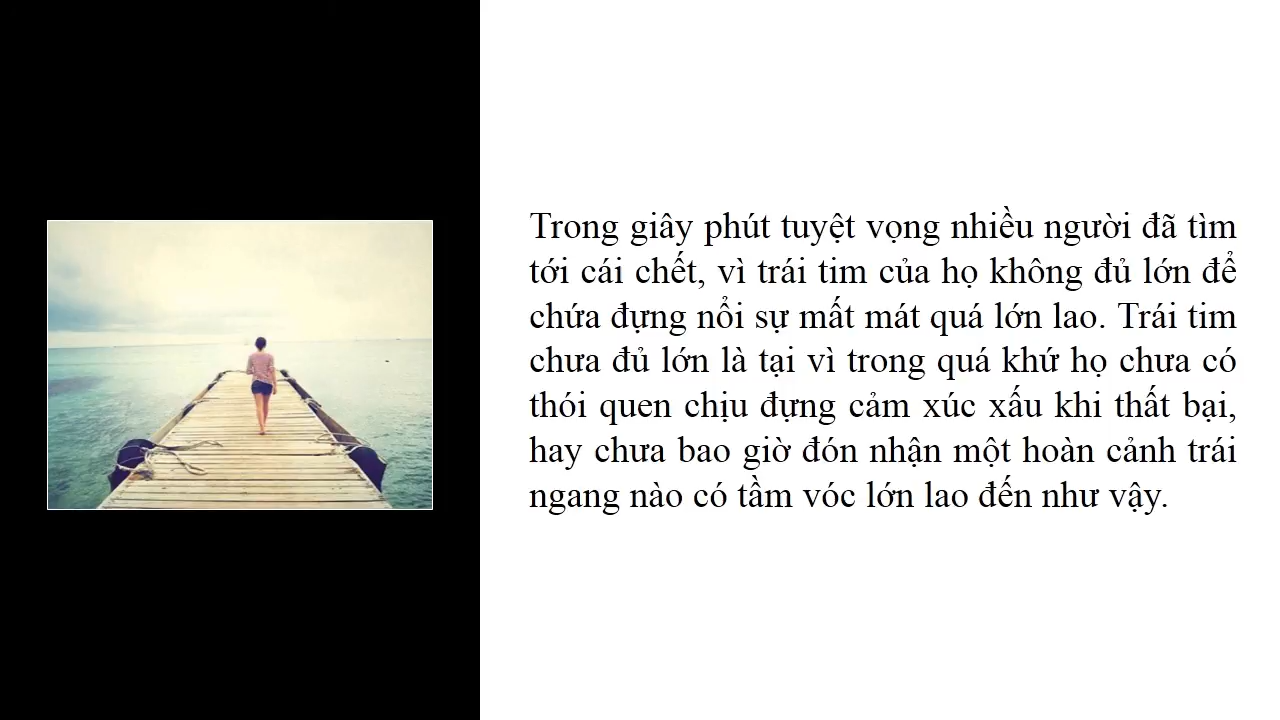 Trong giây phút tuyệt vọng nhiều người đã tìm
tới cái chết, vì trái tim của họ không đủ lớn để
chứa đựng nổi sự mất mát quá lớn lao. Trái tim
chưa đủ lớn là tại vì trong quá khứ họ chưa có
thói quen chịu đựng cảm xúc xấu khi thất bại,
hay chưa bao giờ đón nhận một hoàn cảnh trái
ngang nào có tầm vóc lớn lao đến như vậy.